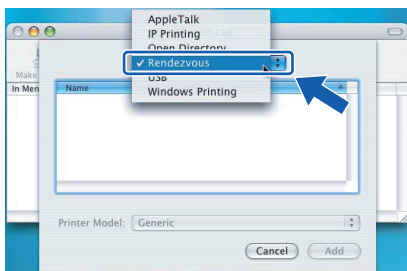 AppleTalk
IP Printing
Open Directory
✓ Rendezvous
USB
Windows Printing
Make
In Men
Name
Printer Model: Generic
Cancel Add